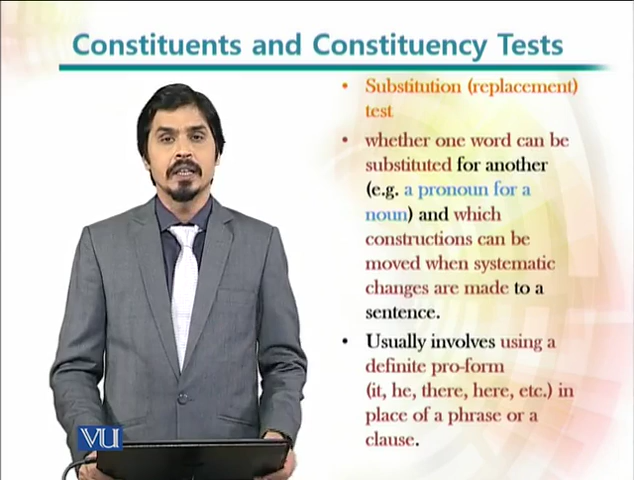 Constituents and Constituency Tests
• Substitution (replacement)
test
• whether one word can be
substituted for another
(e.g. a pronoun for a
noun) and which
constructions can be
moved when systematic
changes are made to a
sentence.
• Usually involves using a
definite pro-form
(it, he, there, here, etc.) in
place of a phrase or a
clause.
VU